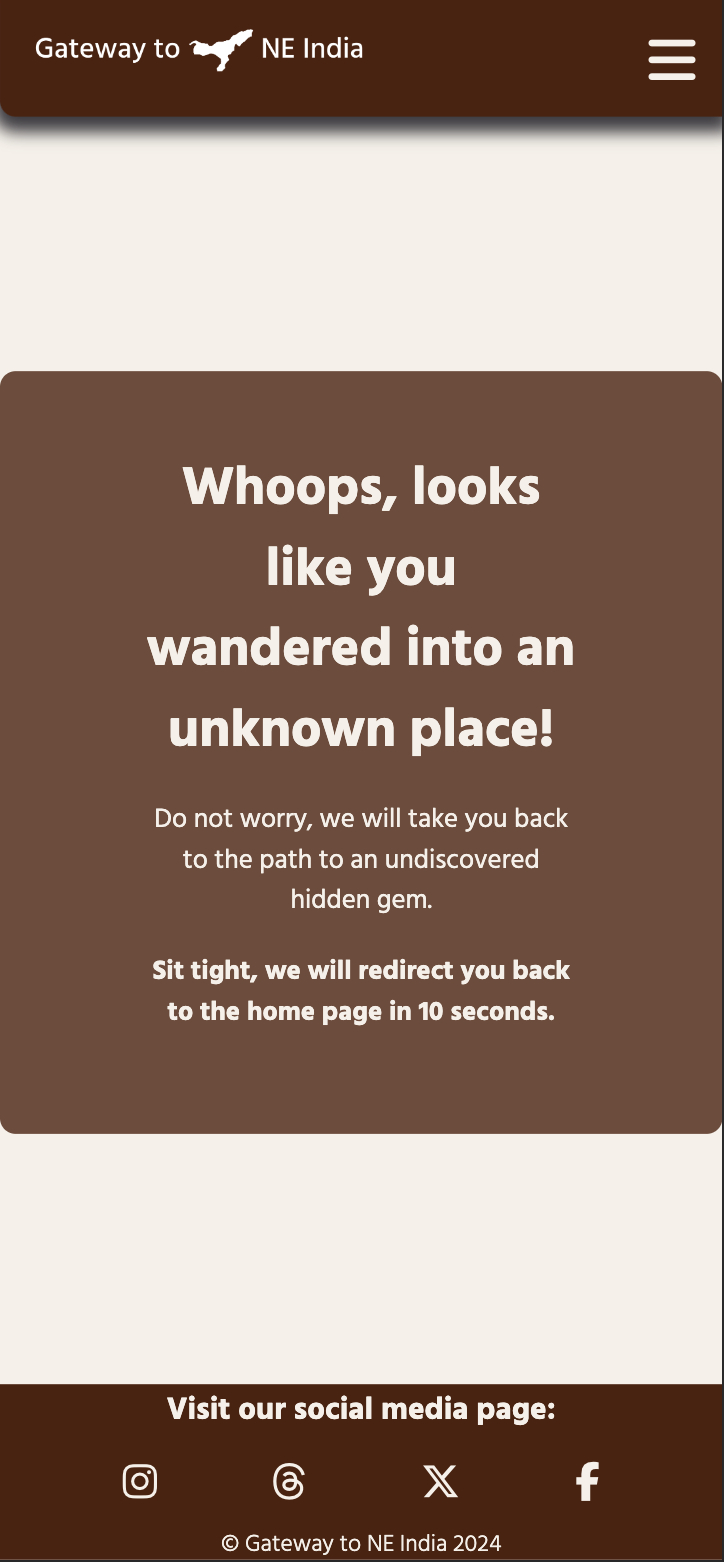 Gateway to NE India
Whoops, looks
like you
wandered into an
unknown place!
Do not worry, we will take you back
to the path to an undiscovered
hidden gem.
Sit tight, we will redirect you back
to the home page in 10 seconds.
Visit our social media page:
© Gateway to NE India 2024